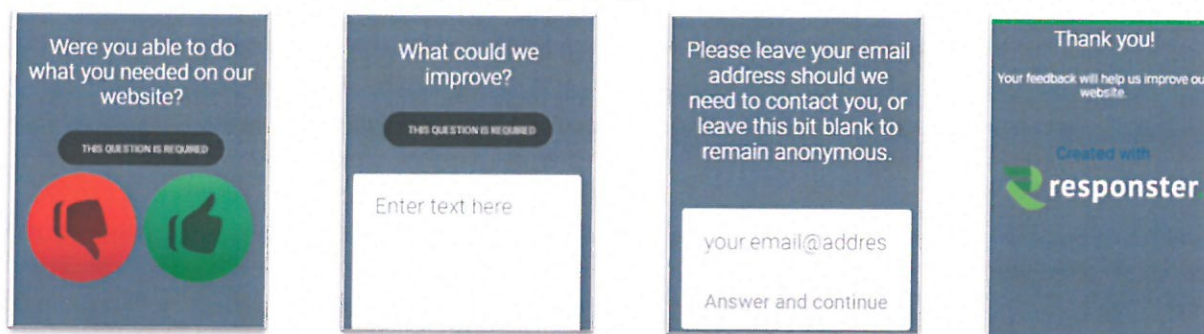 Were you able to do
what you needed on our
website?
THIS QUESTION IS REQUIRED
What could we
improve?
THIS QUESTION IS REQUIRED
Enter text here
Please leave your email
address should we
need to contact you, or
leave this bit blank to
remain anonymous.
your email@addres
Answer and continue
Thank you!
Your feedback will help us improve ou
website.
Created with
responster